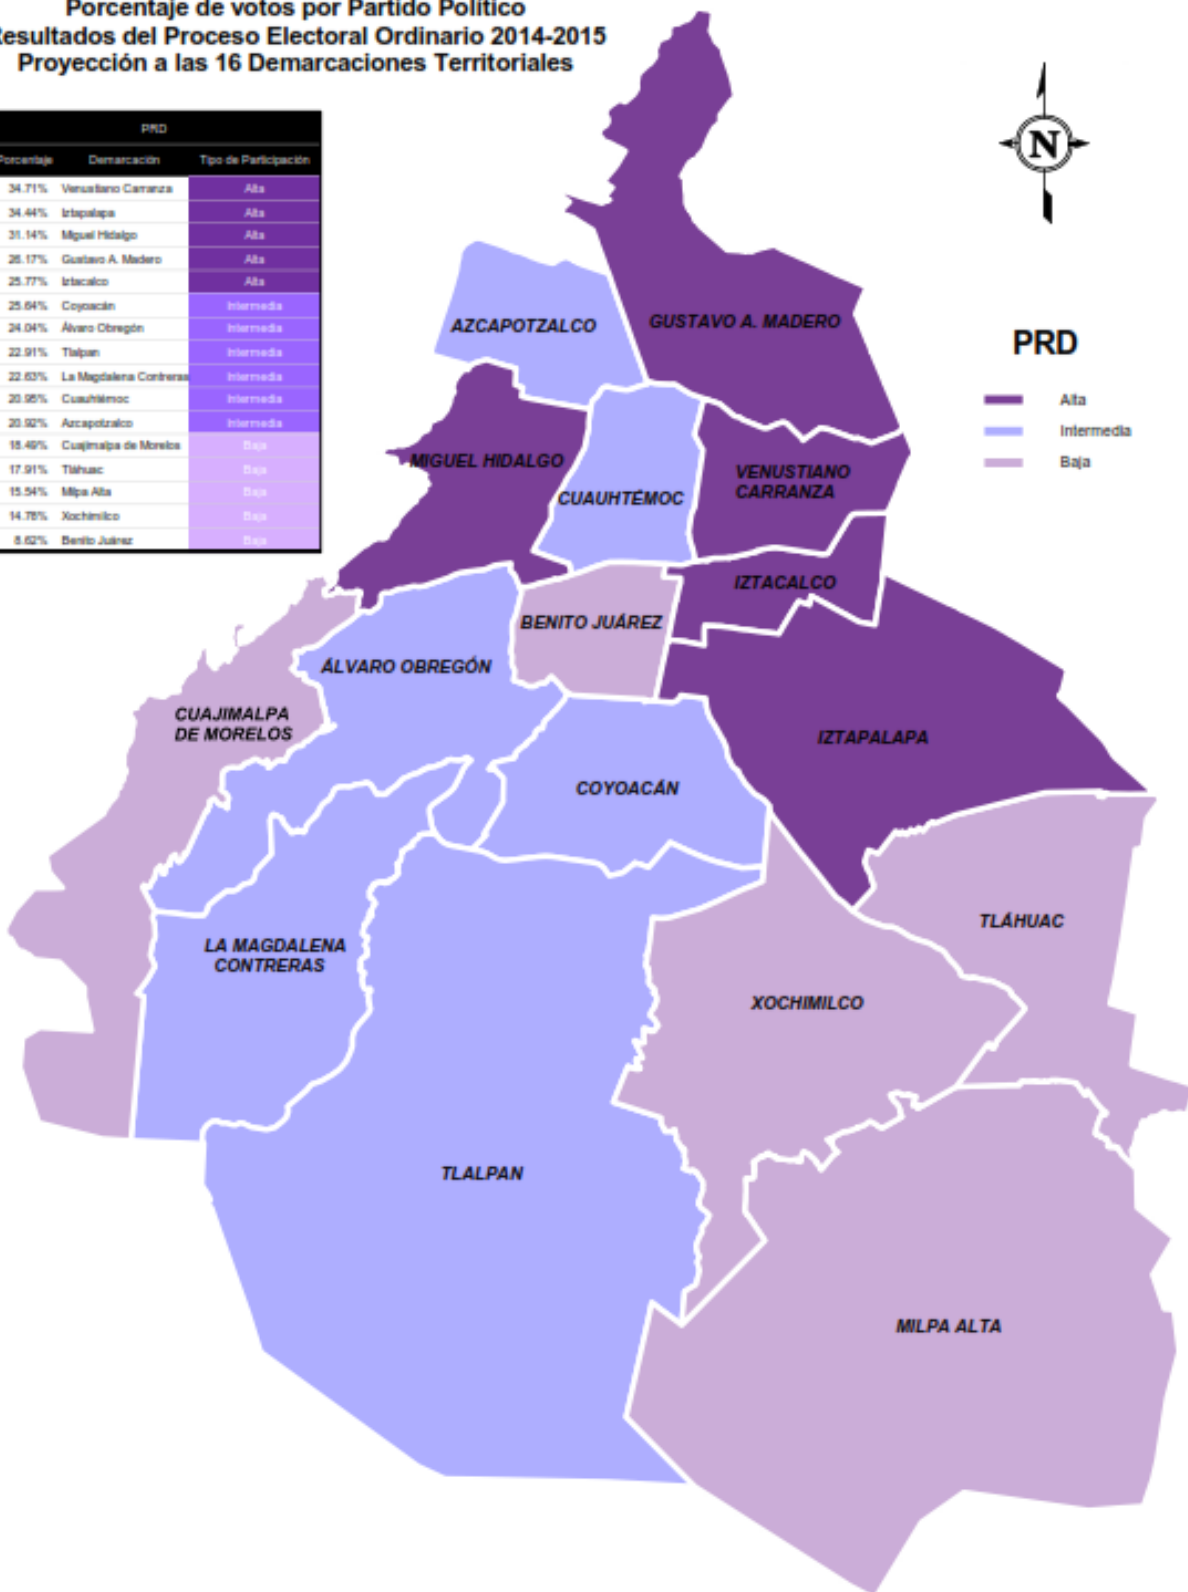 Porcentaje de votos por Partido Político
Resultados del Proceso Electoral Ordinario 2014-2015
Proyección a las 16 Demarcaciones Territoriales
PRD
Porcentaje Demarcación Tipo de Participación
34.71% Venustiano Carranza Alta
34.44% Iztapalapa Alta
31.14% Miguel Hidalgo Alta
26.17% Gustavo A. Madero Alta
25.77% Iztacalco Alta
25.64% Coyoacán Intermedia
24.04% Álvaro Obregón Intermedia
22.91% Tlalpan Intermedia
22.63% La Magdalena Contreras Intermedia
20.95% Cuauhtémoc Intermedia
20.92% Azcapotzalco Intermedia
18.49% Cuajimalpa de Morelos Baja
17.91% Tláhuac Baja
15.54% Milpa Alta Baja
14.78% Xochimilco Baja
8.62% Benito Juárez Baja
N
PRD
Alta
Intermedia
Baja
AZCAPOTZALCO
GUSTAVO A. MADERO
MIGUEL HIDALGO
CUAUHTÉMOC
VENUSTIANO
CARRANZA
IZTACALCO
BENITO JUÁREZ
ÁLVARO OBREGÓN
CUAJIMALPA
DE MORELOS
IZTAPALAPA
COYOACÁN
TLÁHUAC
LA MAGDALENA
CONTRERAS
XOCHIMILCO
TLALPAN
MILPA ALTA